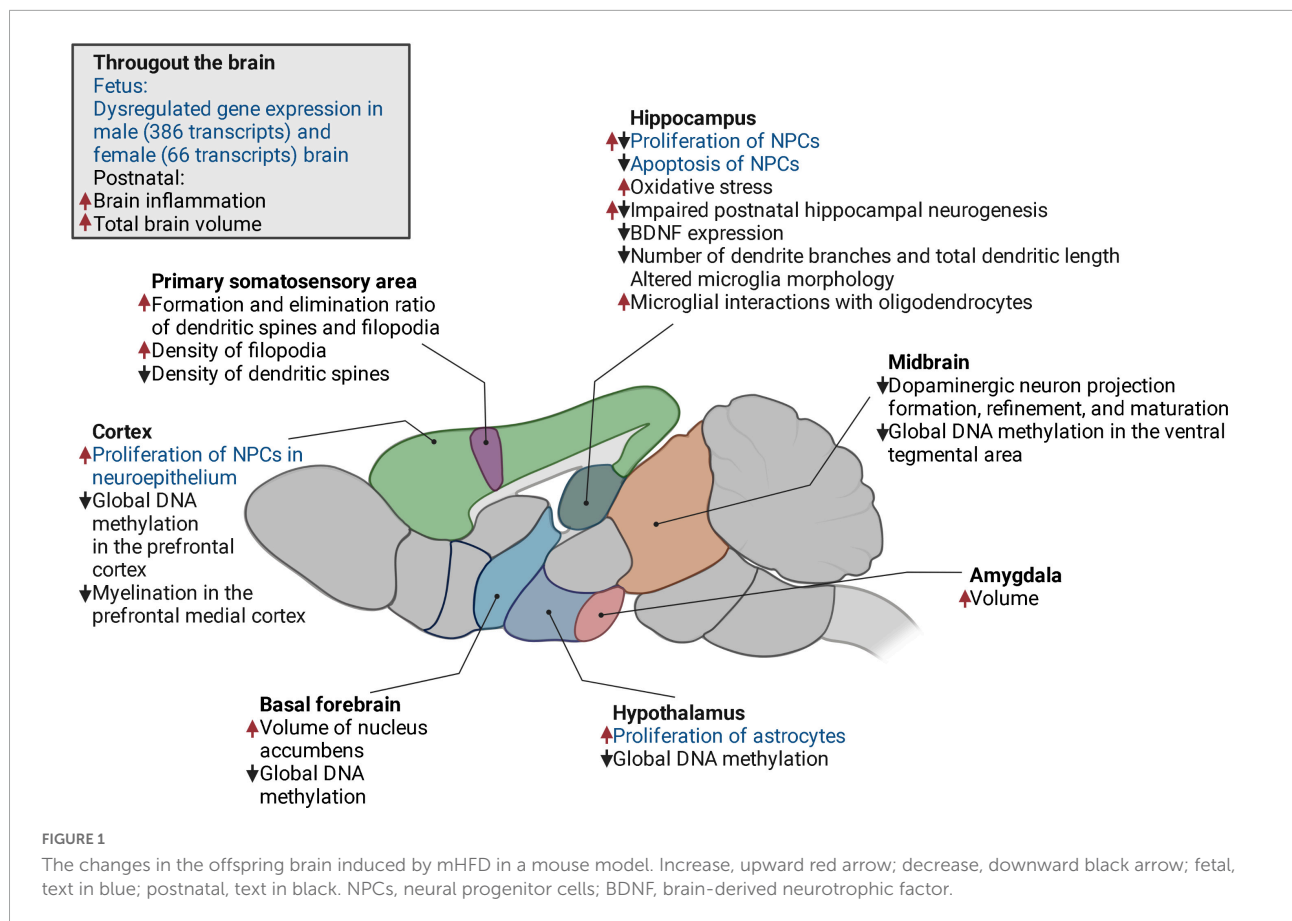 Througout the brain
Fetus:
Dysregulated gene expression in
male (386 transcripts) and
female (66 transcripts) brain
Postnatal:
Brain inflammation
Total brain volume
Hippocampus
Proliferation of NPCs
Apoptosis of NPCs
Oxidative stress
Impaired postnatal hippocampal neurogenesis
BDNF expression
Number of dendrite branches and total dendritic length
Altered microglia morphology
Microglial interactions with oligodendrocytes
Primary somatosensory area
Formation and elimination ratio
of dendritic spines and filopodia
Density of filopodia
Density of dendritic spines
Midbrain
Dopaminergic neuron projection
formation, refinement, and maturation
Global DNA methylation in the ventral
tegmental area
Cortex
Proliferation of NPCs in
neuroepithelium
Global DNA
methylation
in the prefrontal
cortex
Myelination in the
prefrontal medial cortex
Amygdala
Volume
Basal forebrain
Volume of nucleus
accumbens
Global DNA
methylation
Hypothalamus
Proliferation of astrocytes
Global DNA methylation
FIGURE 1
The changes in the offspring brain induced by mHFD in a mouse model. Increase, upward red arrow; decrease, downward black arrow; fetal,
text in blue; postnatal, text in black. NPCs, neural progenitor cells; BDNF, brain-derived neurotrophic factor.